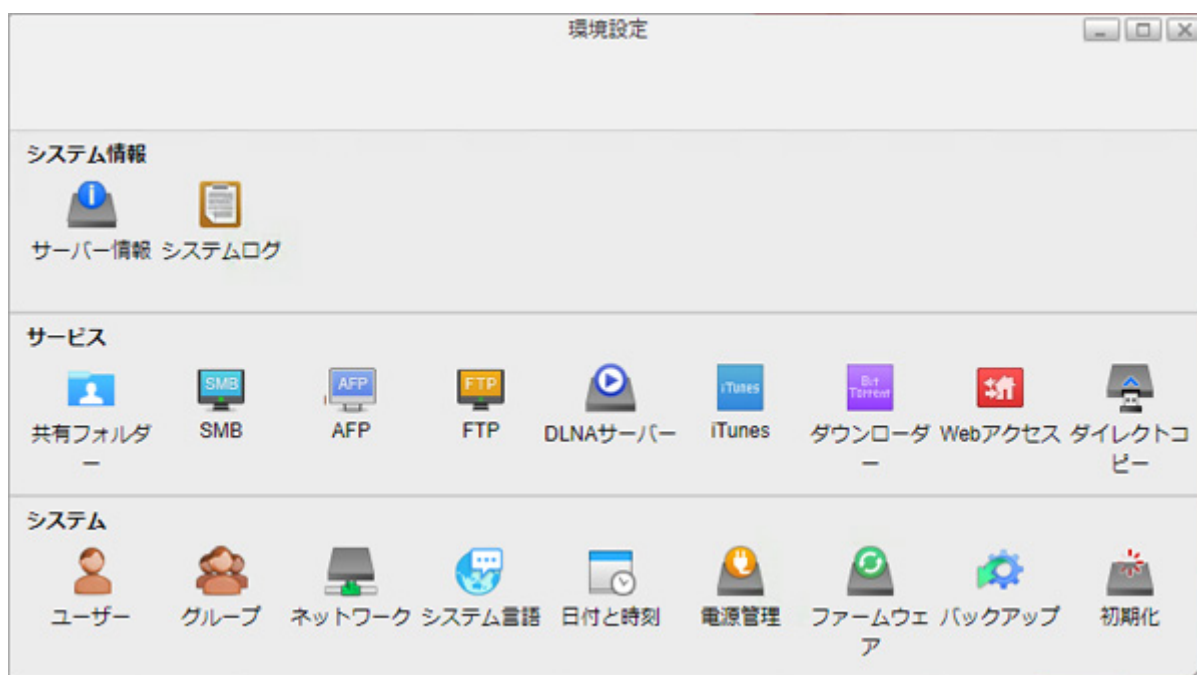 環境設定
システム情報
サーバー情報 システムログ
サービス
SMB AFP FTP iTunes Bit
Torrent
共有フォルダ SMB AFP FTP DLNAサーバー iTunes ダウンローダ Webアクセス ダイレクトコ
ー ー ピー
システム
ユーザー グループ ネットワーク システム言語 日付と時刻 電源管理 ファームウェ バックアップ 初期化
ア